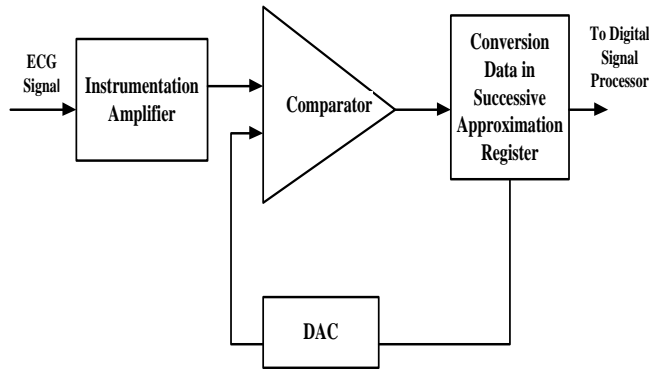 ECG
Signal
Instrumentation
Amplifier
Comparator
Conversion
Data in
Successive
Approximation
Register
To Digital
Signal
Processor
DAC